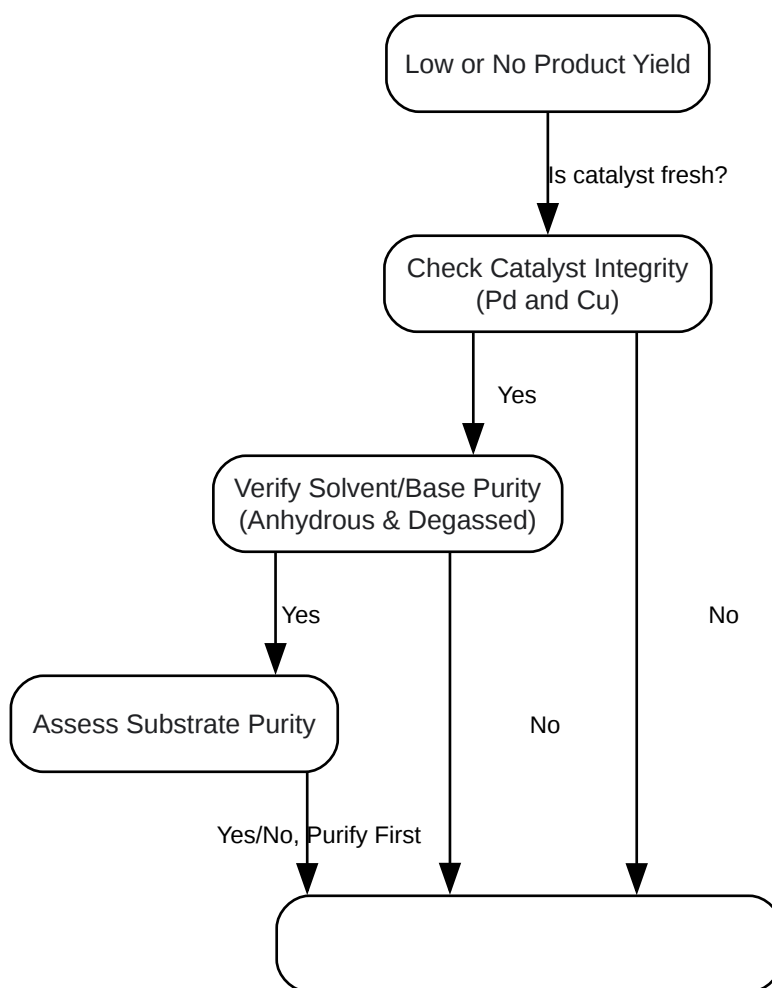 Low or No Product Yield
Is catalyst fresh?
Check Catalyst Integrity
(Pd and Cu)
Yes
Verify Solvent/Base Purity
(Anhydrous & Degassed)
Yes
No
Assess Substrate Purity
No
Yes/No, Purify First